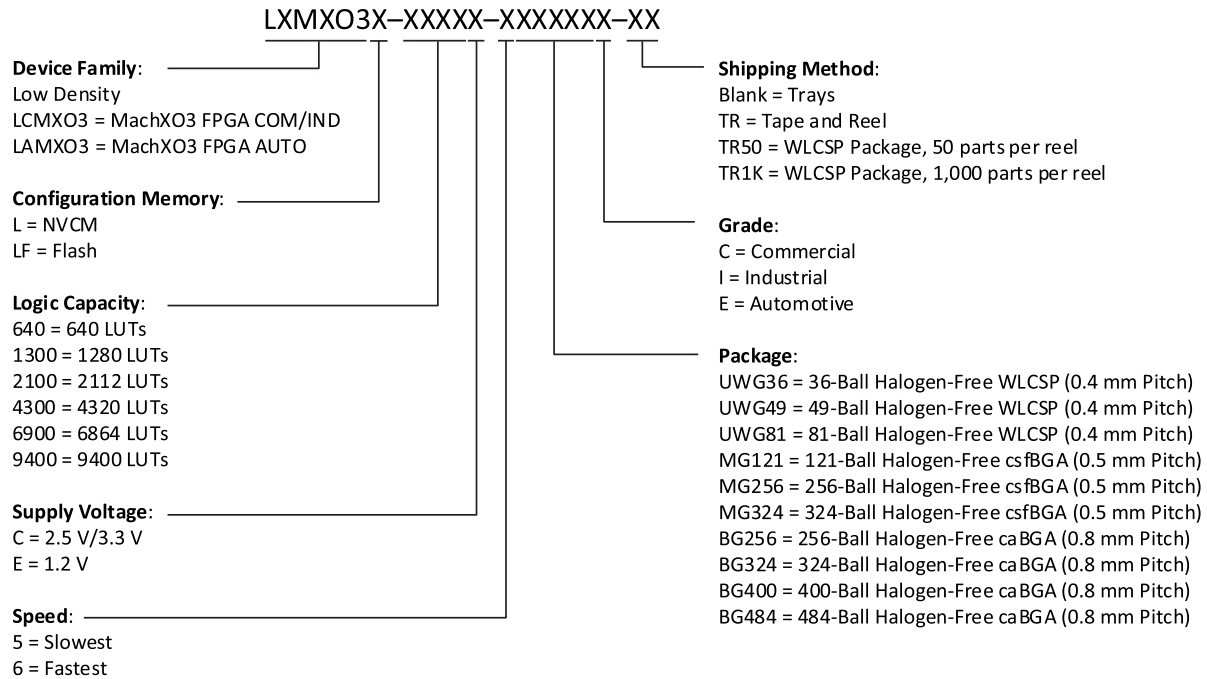 LXMXO3X–XXXXX–XXXXXXX–XX
Device Family:
Low Density
LCMXO3 = MachXO3 FPGA COM/IND
LAMXO3 = MachXO3 FPGA AUTO
Configuration Memory:
L = NVCM
LF = Flash
Logic Capacity:
640 = 640 LUTs
1300 = 1280 LUTs
2100 = 2112 LUTs
4300 = 4320 LUTs
6900 = 6864 LUTs
9400 = 9400 LUTs
Supply Voltage:
C = 2.5 V/3.3 V
E = 1.2 V
Speed:
5 = Slowest
6 = Fastest
Shipping Method:
Blank = Trays
TR = Tape and Reel
TR50 = WLCSP Package, 50 parts per reel
TR1K = WLCSP Package, 1,000 parts per reel
Grade:
C = Commercial
I = Industrial
E = Automotive
Package:
UWG36 = 36-Ball Halogen-Free WLCSP (0.4 mm Pitch)
UWG49 = 49-Ball Halogen-Free WLCSP (0.4 mm Pitch)
UWG81 = 81-Ball Halogen-Free WLCSP (0.4 mm Pitch)
MG121 = 121-Ball Halogen-Free csfBGA (0.5 mm Pitch)
MG256 = 256-Ball Halogen-Free csfBGA (0.5 mm Pitch)
MG324 = 324-Ball Halogen-Free csfBGA (0.5 mm Pitch)
BG256 = 256-Ball Halogen-Free caBGA (0.8 mm Pitch)
BG324 = 324-Ball Halogen-Free caBGA (0.8 mm Pitch)
BG400 = 400-Ball Halogen-Free caBGA (0.8 mm Pitch)
BG484 = 484-Ball Halogen-Free caBGA (0.8 mm Pitch)